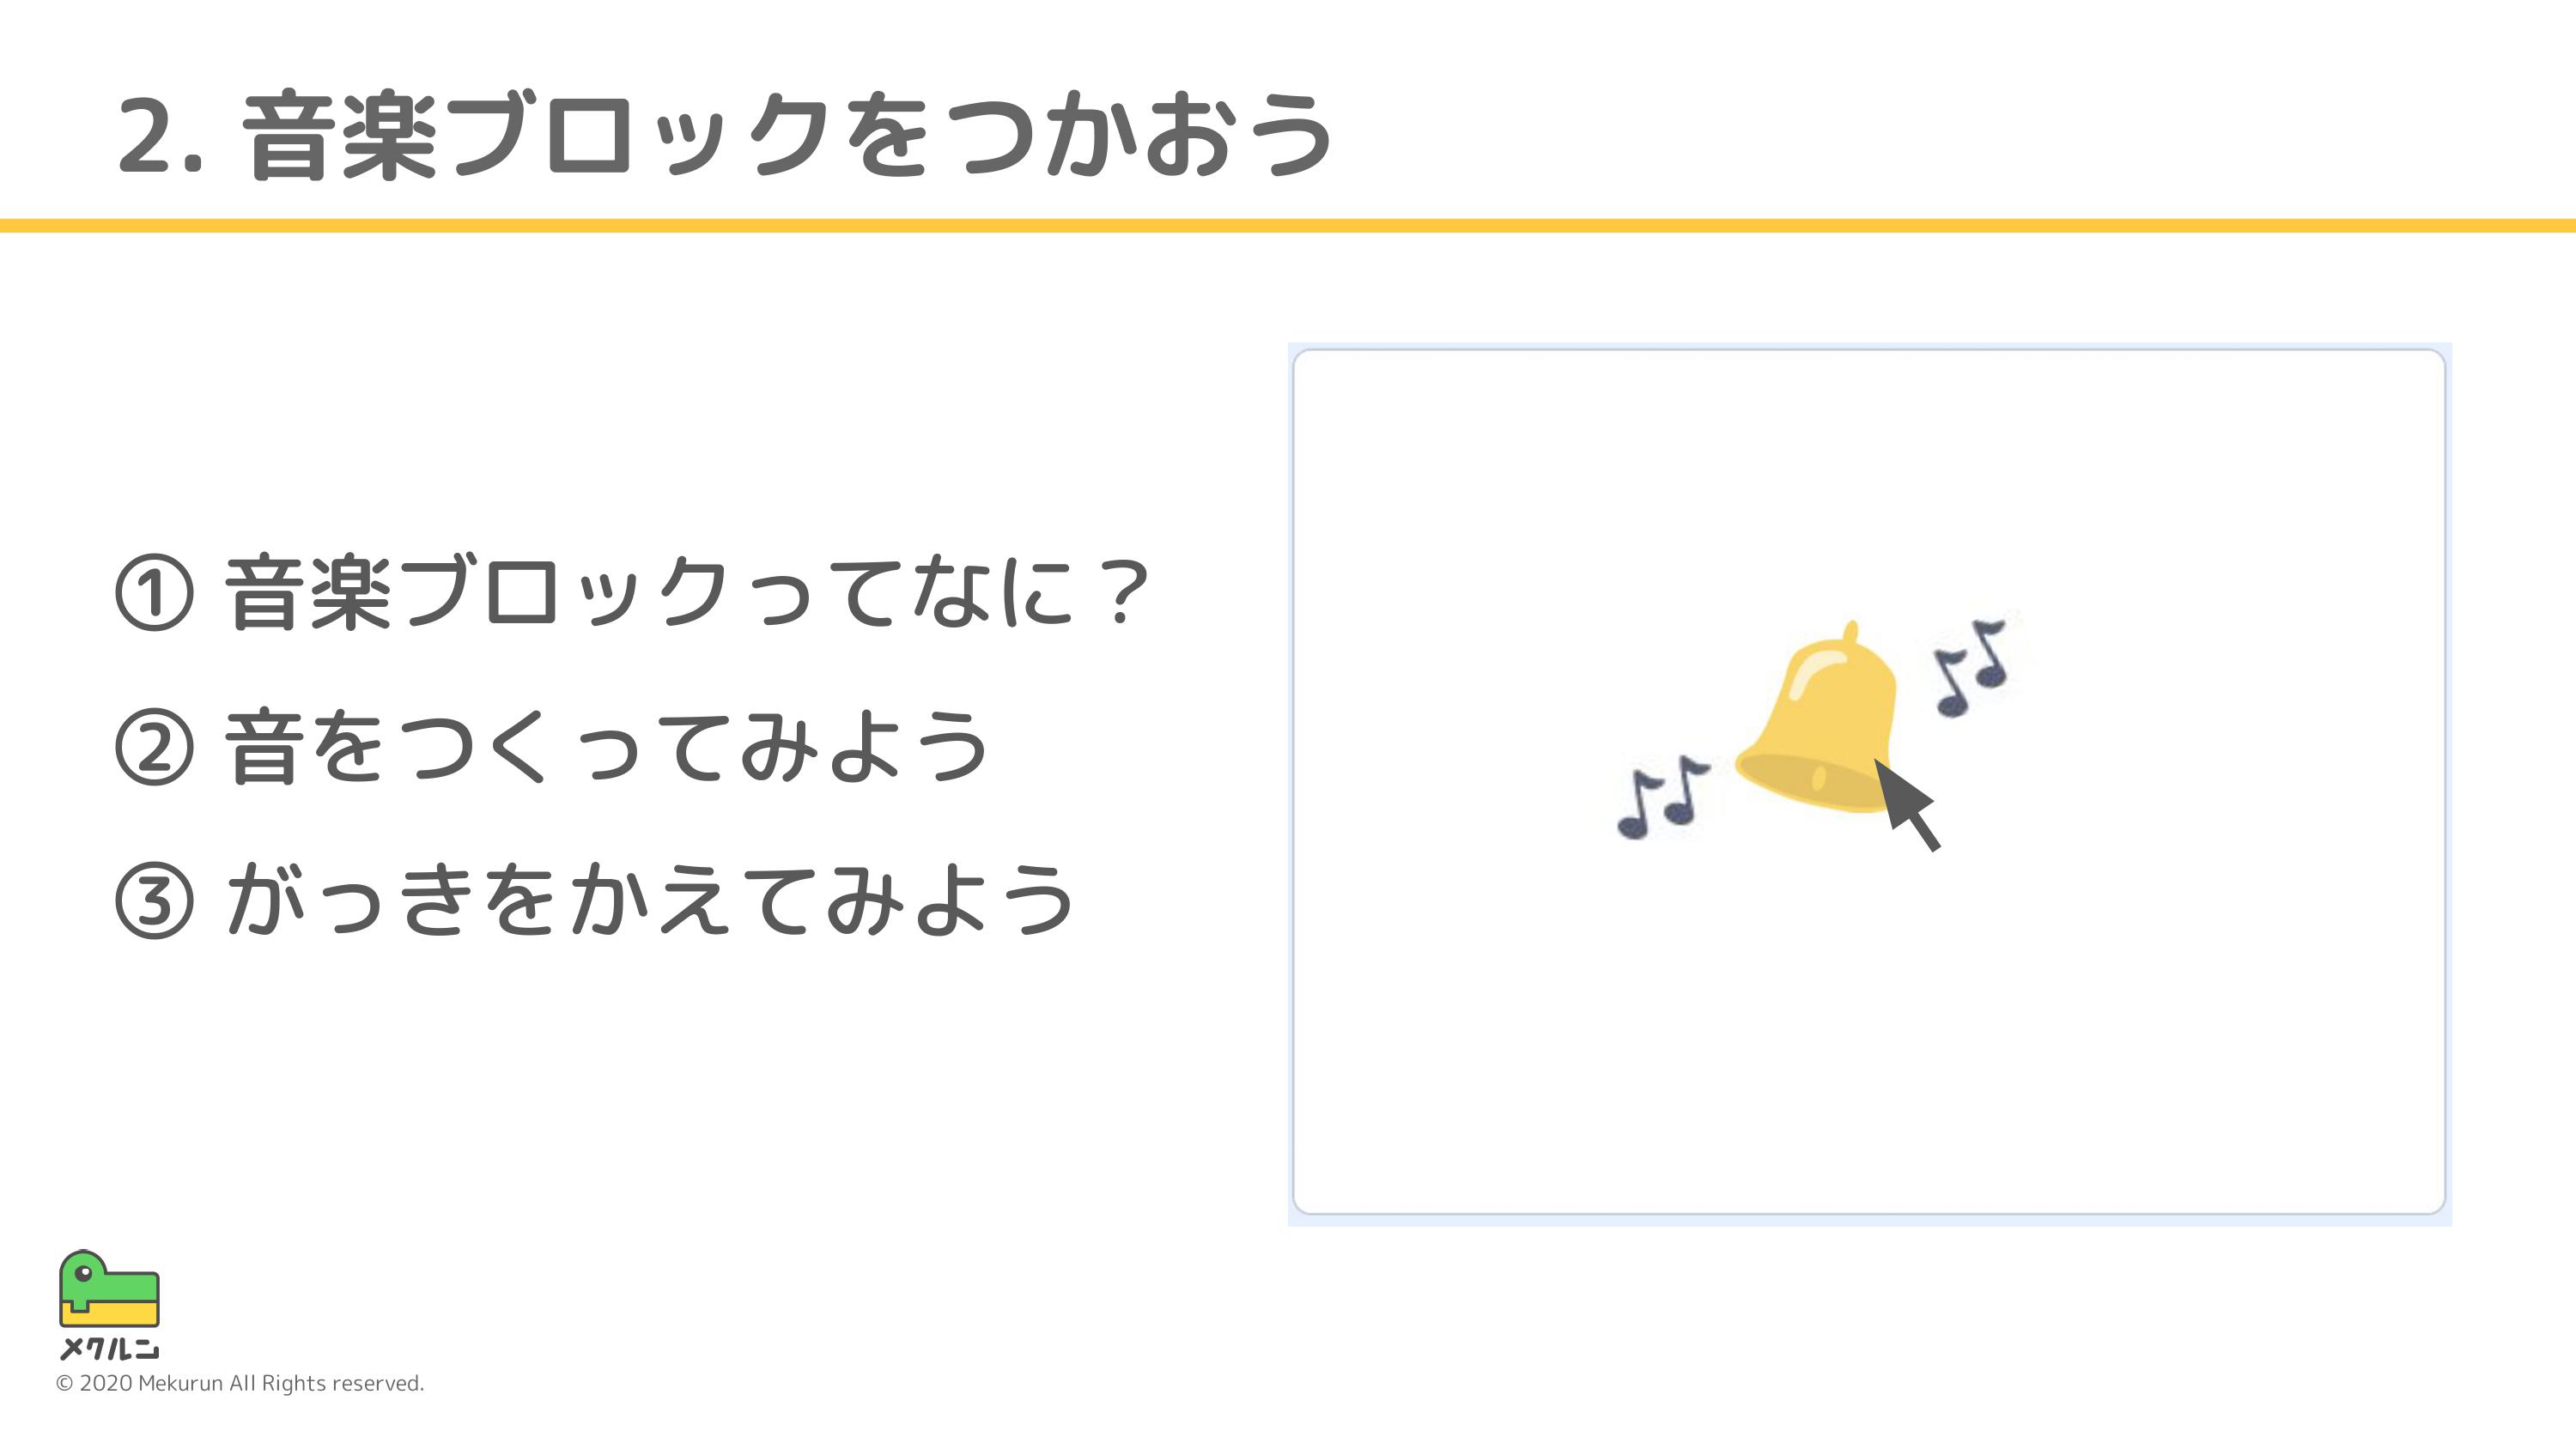 2. 音楽ブロックをつかおう
① 音楽ブロックってなに？
② 音をつくってみよう
③ がっきをかえてみよう
メクルン
© 2020 Mekurun All Rights reserved.